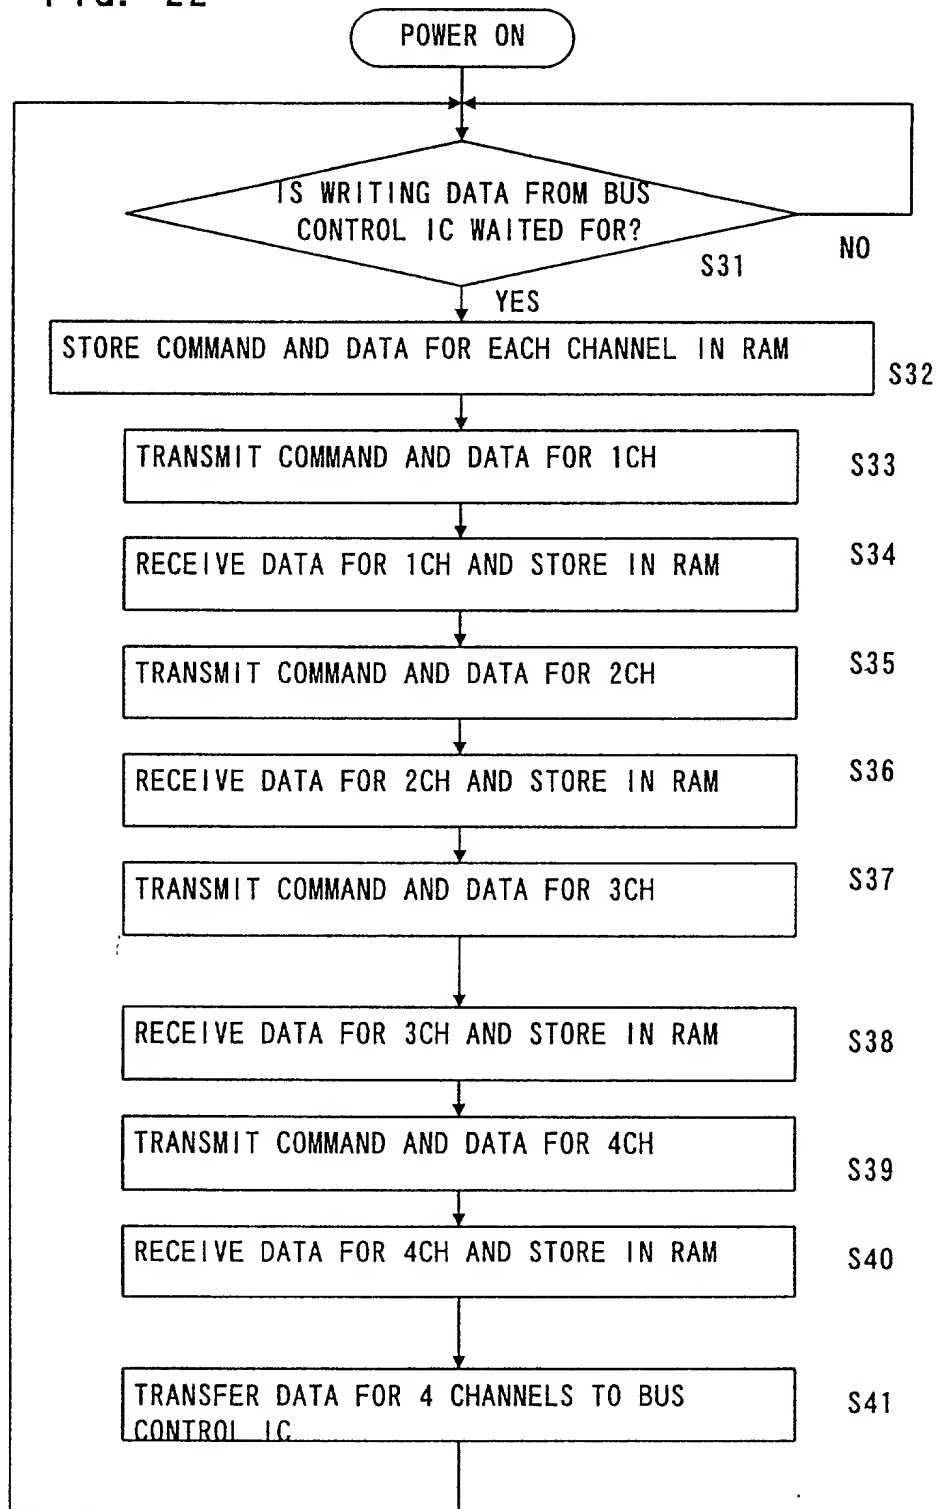 FIG. 22
POWER ON
IS WRITING DATA FROM BUS
CONTROL IC WAITED FOR?
S31
NO
YES
STORE COMMAND AND DATA FOR EACH CHANNEL IN RAM
S32
TRANSMIT COMMAND AND DATA FOR 1CH
S33
RECEIVE DATA FOR 1CH AND STORE IN RAM
S34
TRANSMIT COMMAND AND DATA FOR 2CH
S35
RECEIVE DATA FOR 2CH AND STORE IN RAM
S36
TRANSMIT COMMAND AND DATA FOR 3CH
S37
RECEIVE DATA FOR 3CH AND STORE IN RAM
S38
TRANSMIT COMMAND AND DATA FOR 4CH
S39
RECEIVE DATA FOR 4CH AND STORE IN RAM
S40
TRANSFER DATA FOR 4 CHANNELS TO BUS
CONTROL IC
S41